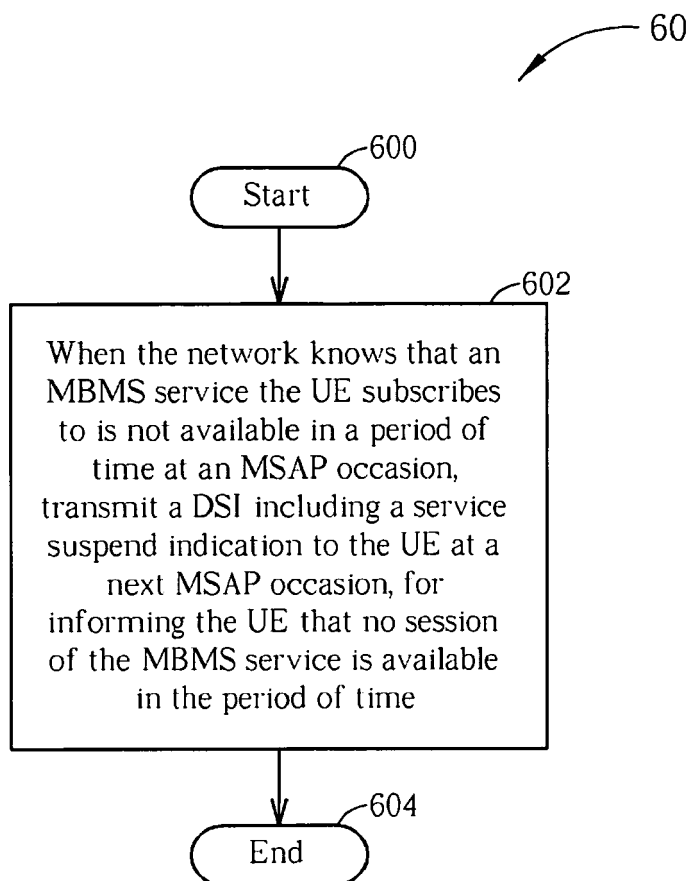 60
600
Start
602
When the network knows that an
MBMS service the UE subscribes
to is not available in a period of
time at an MSAP occasion,
transmit a DSI including a service
suspend indication to the UE at a
next MSAP occasion, for
informing the UE that no session
of the MBMS service is available
in the period of time
604
End